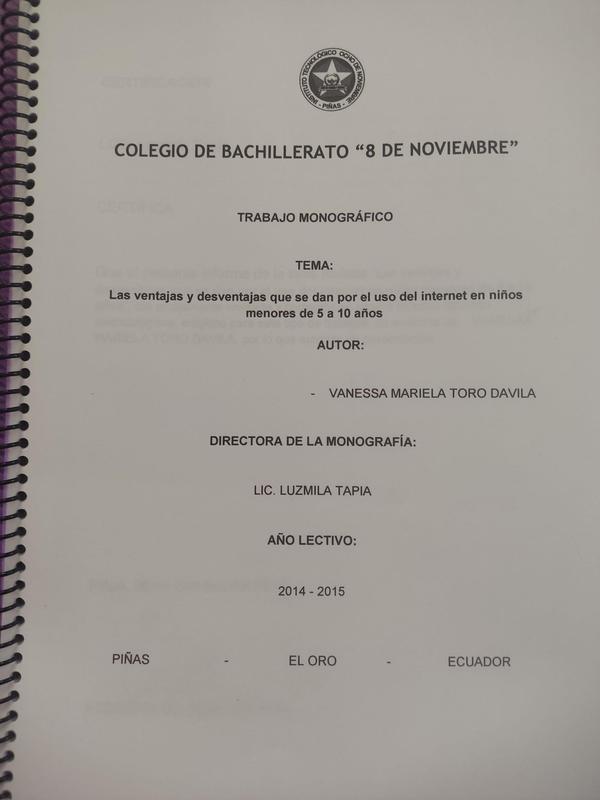 INSTITUTO TECNOLÓGICO OCHO DE NOVIEMBRE
- PIÑAS -
COLEGIO DE BACHILLERATO “8 DE NOVIEMBRE”
TRABAJO MONOGRÁFICO
TEMA:
Las ventajas y desventajas que se dan por el uso del internet en niños
menores de 5 a 10 años
AUTOR:
- VANESSA MARIELA TORO DAVILA
DIRECTORA DE LA MONOGRAFÍA:
LIC. LUZMILA TAPIA
AÑO LECTIVO:
2014 - 2015
PIÑAS - EL ORO - ECUADOR